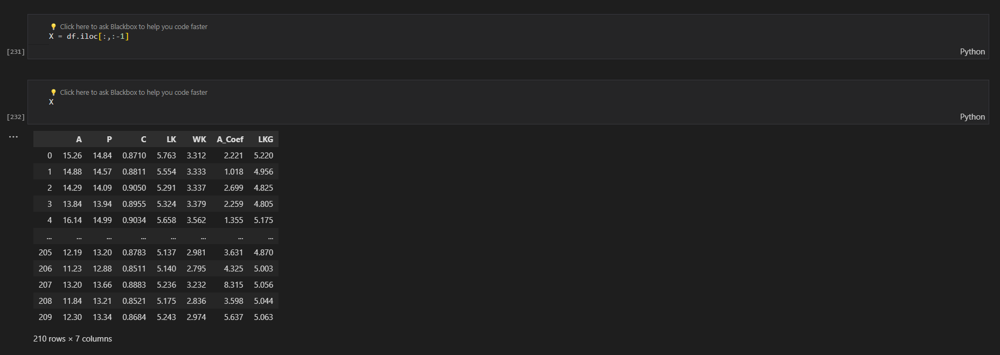 💡 Click here to ask Blackbox to help you code faster
X = df.iloc[:,:-1]
[231]
Python
💡 Click here to ask Blackbox to help you code faster
X
[232]
Python
...
A P C LK WK A_Coef LKG
0 15.26 14.84 0.8710 5.763 3.312 2.221 5.220
1 14.88 14.57 0.8811 5.554 3.333 1.018 4.956
2 14.29 14.09 0.9050 5.291 3.337 2.699 4.825
3 13.84 13.94 0.8955 5.324 3.379 2.259 4.805
4 16.14 14.99 0.9034 5.658 3.562 1.355 5.175
... ... ... ... ... ... ... ...
205 12.19 13.20 0.8783 5.137 2.981 3.631 4.870
206 11.23 12.88 0.8511 5.140 2.795 4.325 5.003
207 13.20 13.66 0.8883 5.236 3.232 8.315 5.056
208 11.84 13.21 0.8521 5.175 2.836 3.598 5.044
209 12.30 13.34 0.8684 5.243 2.974 5.637 5.063
210 rows × 7 columns